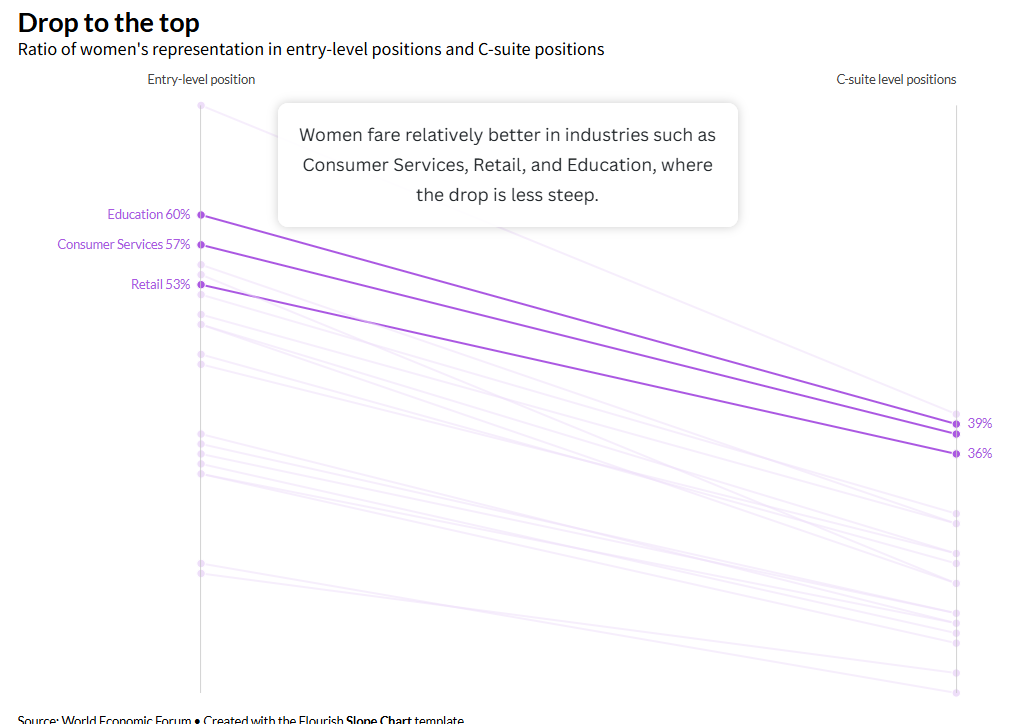 Drop to the top
Ratio of women's representation in entry-level positions and C-suite positions
Entry-level position
C-suite level positions
Women fare relatively better in industries such as
Consumer Services, Retail, and Education, where
the drop is less steep.
Education 60%
Consumer Services 57%
Retail 53%
39%
36%
Source: World Economic Forum • Created with the Flourish Slope Chart template